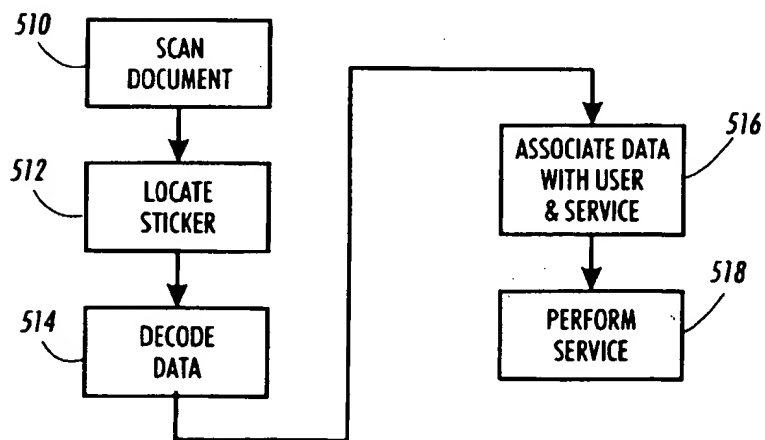 510
SCAN
DOCUMENT
512
LOCATE
STICKER
514
DECODE
DATA
516
ASSOCIATE DATA
WITH USER
& SERVICE
518
PERFORM
SERVICE